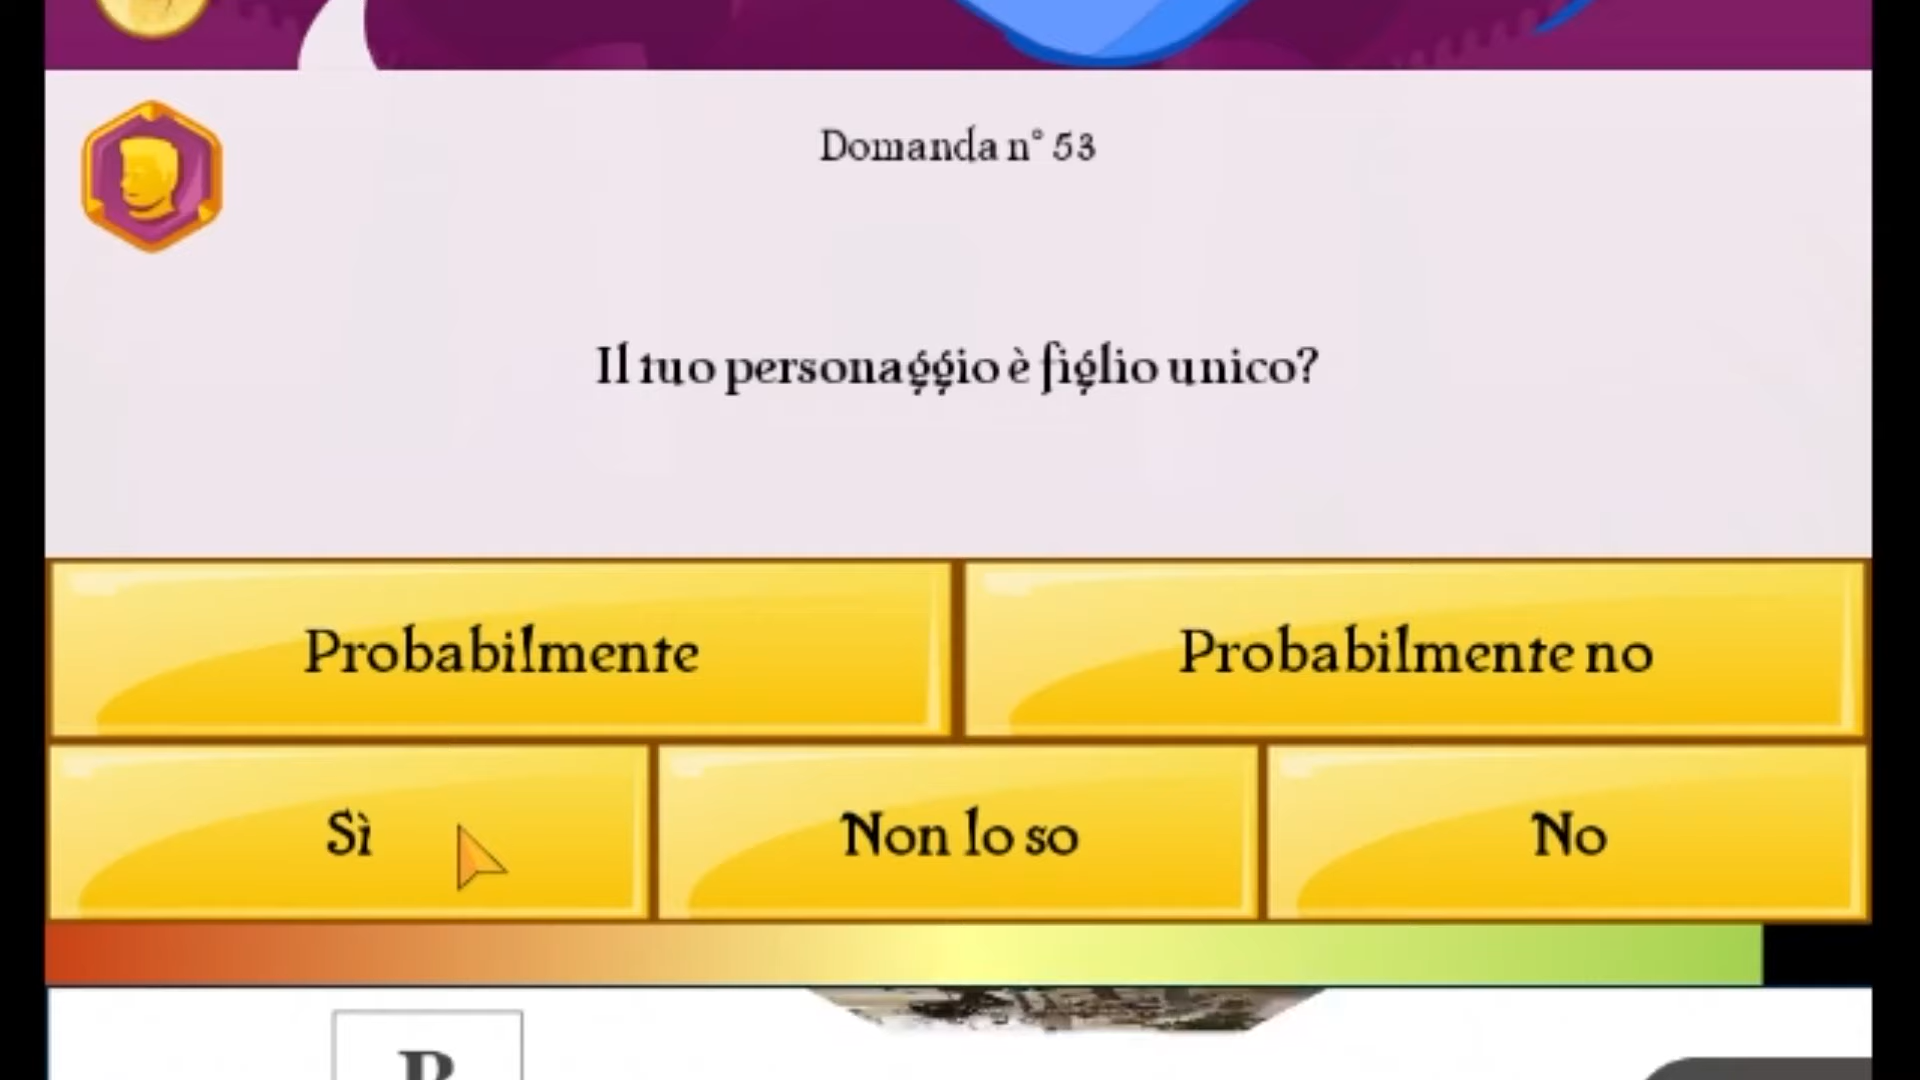 Domanda n° 53
Il tuo personaggio è figlio unico?
Probabilmente
Probabilmente no
Sì
Non lo so
No